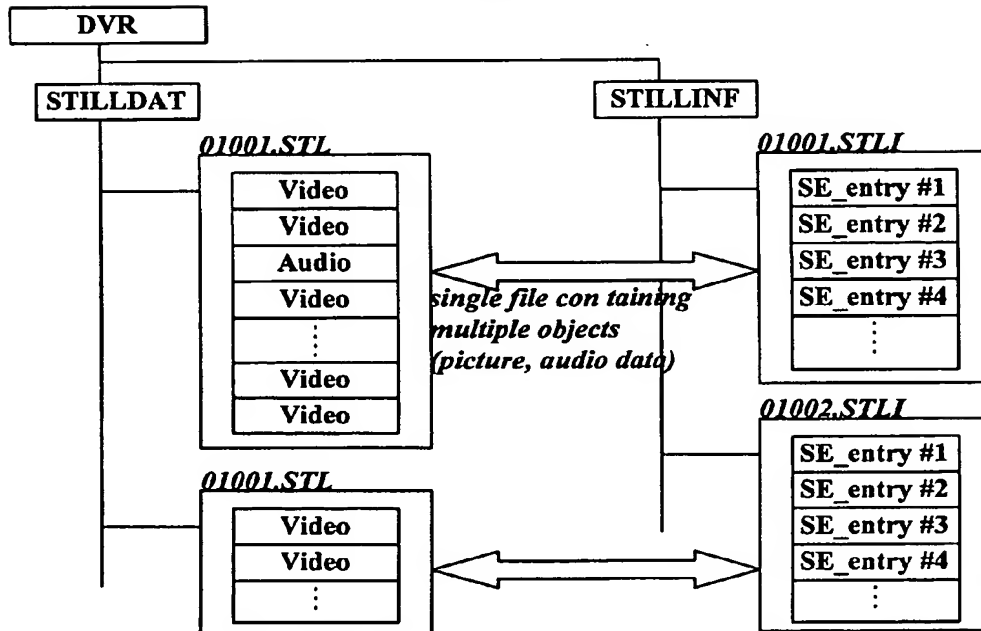 DVR
STILLDAT
STILLINF
01001.STL
Video
Video
Audio
Video
⋮
Video
Video
single file con taining
multiple objects
(picture, audio data)
01001.STLI
SE_entry #1
SE_entry #2
SE_entry #3
SE_entry #4
⋮
01001.STL
Video
Video
⋮
01002.STLI
SE_entry #1
SE_entry #2
SE_entry #3
SE_entry #4
⋮